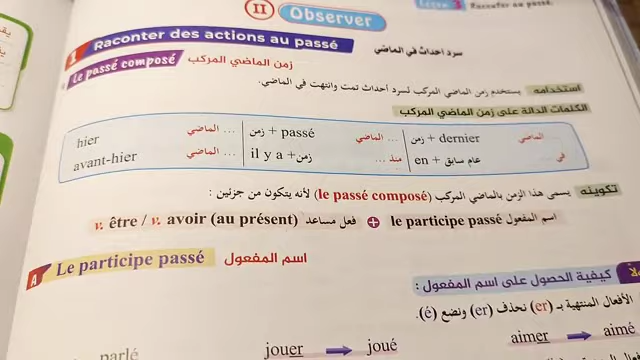 Raconter au passé.
II Observer
1 Raconter des actions au passé سرد أحداث في الماضي
Le passé composé زمن الماضي المركب
استخدامه يستخدم زمن الماضي المركب لسرد أحداث تمت وانتهت في الماضي.
الكلمات الدالة على زمن الماضي المركب
hier ... الماضي زمن + passé ... الماضي زمن + dernier ... الماضي
avant-hier ... الماضي il y a +زمن منذ ... en + عام سابق في ...
تكوينه يسمى هذا الزمن بالماضي المركب (le passé composé) لأنه يتكون من جزئين :
v. être / v. avoir (au présent) فعل مساعد + le participe passé اسم المفعول
A Le participe passé اسم المفعول
كيفية الحصول على اسم المفعول :
الأفعال المنتهية بـ (er) نحذف (er) ونضع (é).
parlé jouer joué aimer aimé